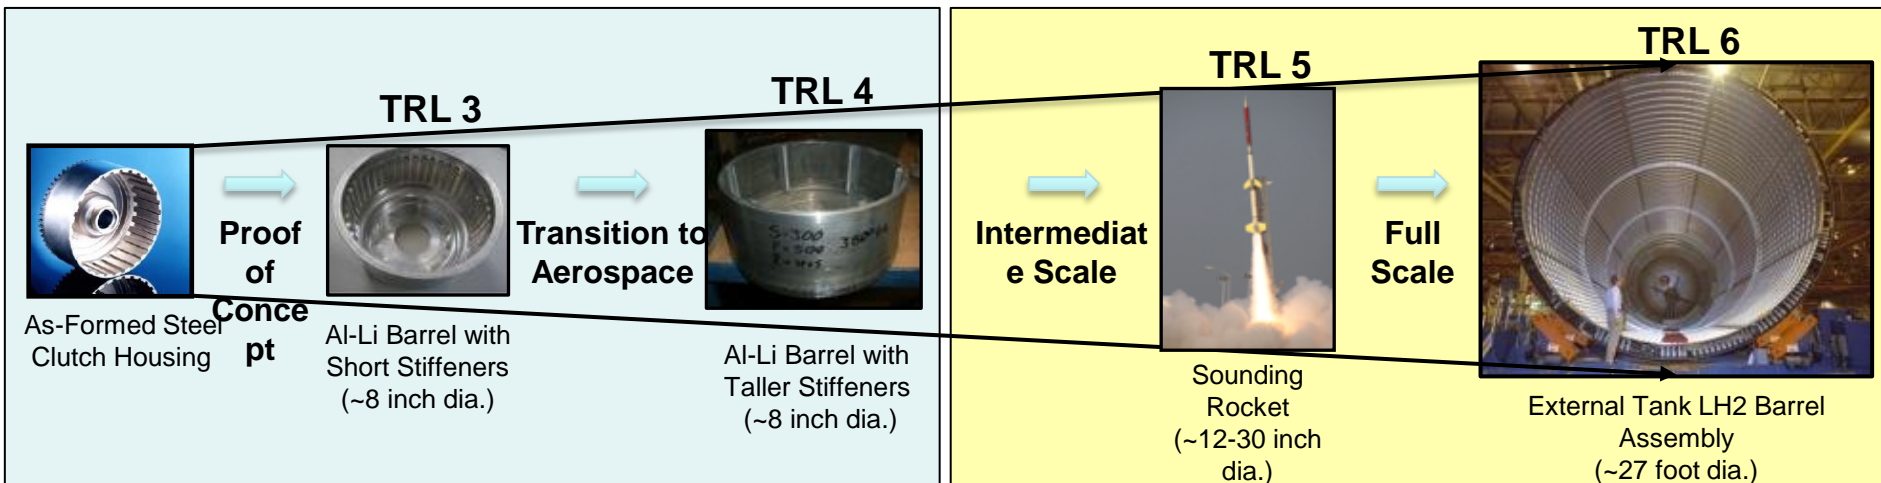 TRL 3
TRL 4
TRL 5
TRL 6
Proof
of
Conce
pt
Transition to
Aerospace
Intermediat
e Scale
Full
Scale
As-Formed Steel
Clutch Housing
Al-Li Barrel with
Short Stiffeners
(~8 inch dia.)
S-300
Al-Li Barrel with
Taller Stiffeners
(~8 inch dia.)
Sounding
Rocket
(~12-30 inch
dia.)
External Tank LH2 Barrel
Assembly
(~27 foot dia.)